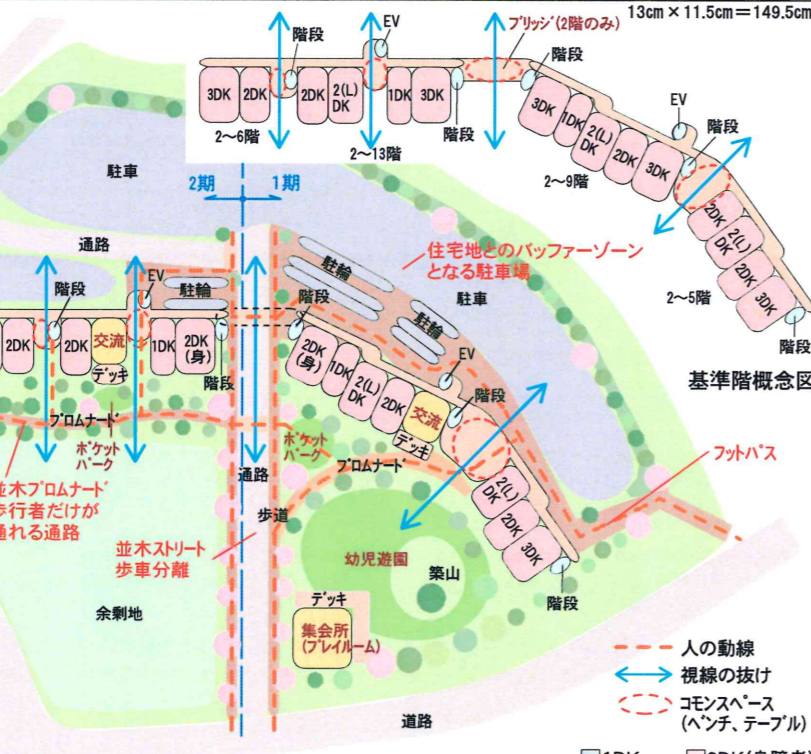 13cm×11.5cm=149.5cm
階段
EV
ブリッジ(2階のみ)
階段
3DK
2DK
2DK
2(L)
DK
1DK
3DK
階段
2~6階
2~13階
3DK
1DK
2(L)
DK
2DK
3DK
EV
階段
2~9階
2DK
2(L)
DK
2DK
3DK
2~5階
階段
基準階概念図
駐車
2期
1期
通路
住宅地とのバッファーゾーン
となる駐車場
駐車
駐輪
駐輪
駐輪
EV
階段
2DK
2DK
交流
デッキ
1DK
2DK
(身)
階段
階段
2DK
(身)
1DK
2(L)
DK
2DK
交流
デッキ
EV
階段
2(L)
DK
2DK
3DK
階段
プロムナード
ポケット
パーク
ポケット
パーク
プロムナード
フットパス
並木プロムナード
歩行者だけが
通れる通路
通路
歩道
並木ストリート
歩車分離
幼児遊園
築山
余剰地
デッキ
集会所
(プレイルーム)
道路
人の動線
視線の抜け
コモンスペース
(ベンチ、テーブル)